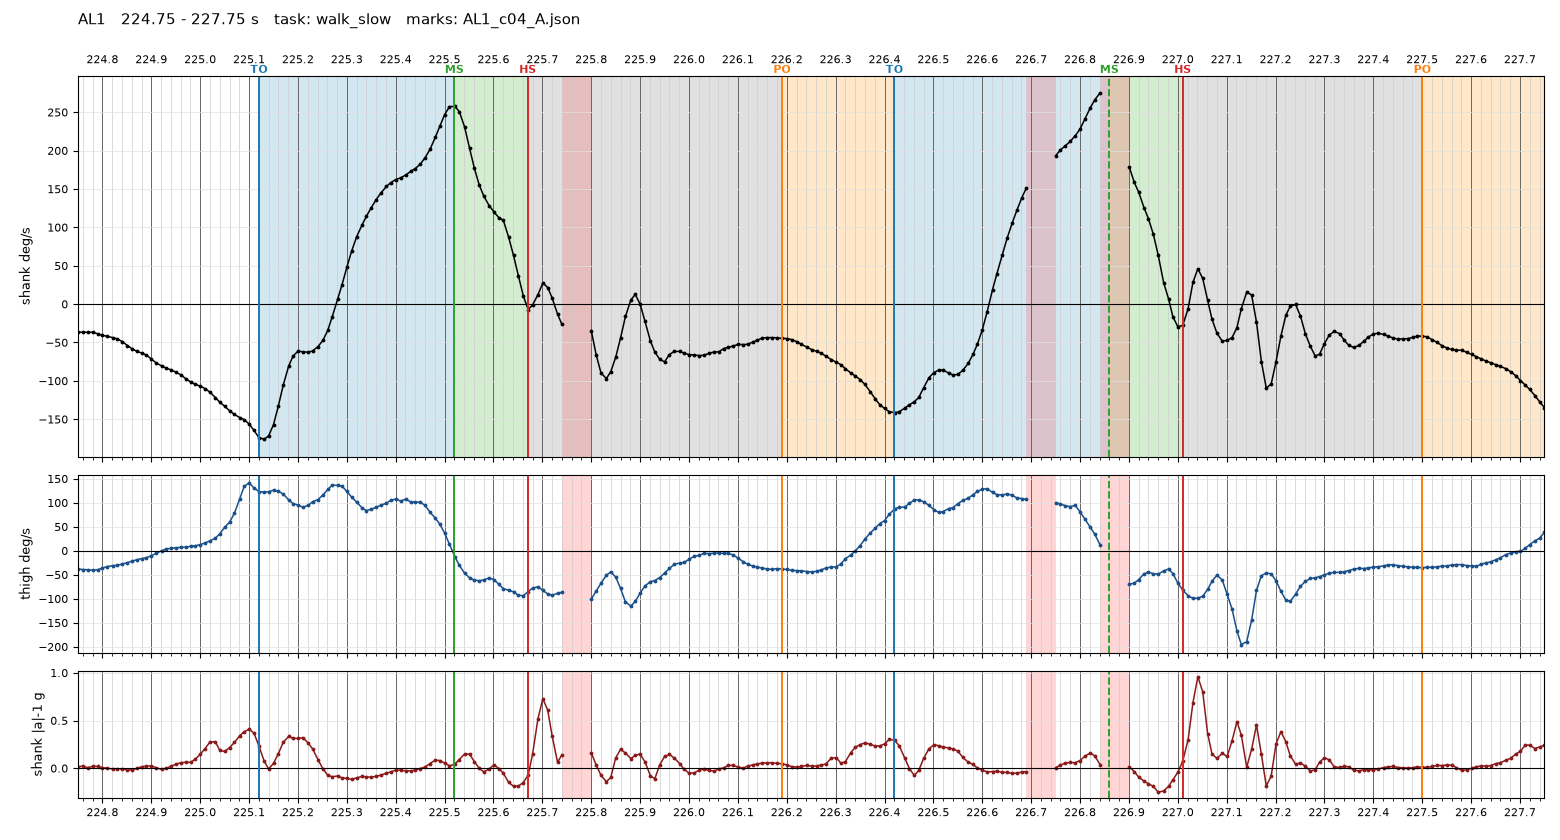 AL1   224.75 - 227.75 s   task: walk_slow   marks: AL1_c04_A.json
224.8 224.9 225.0 225.1 225.2 225.3 225.4 225.5 225.6 225.7 225.8 225.9 226.0 226.1 226.2 226.3 226.4 226.5 226.6 226.7 226.8 226.9 227.0 227.1 227.2 227.3 227.4 227.5 227.6 227.7
TO MS HS PO TO MS HS PO
shank deg/s
250
200
150
100
50
0
−50
−100
−150
thigh deg/s
150
100
50
0
−50
−100
−150
−200
shank |a|-1 g
1.0
0.5
0.0
224.8 224.9 225.0 225.1 225.2 225.3 225.4 225.5 225.6 225.7 225.8 225.9 226.0 226.1 226.2 226.3 226.4 226.5 226.6 226.7 226.8 226.9 227.0 227.1 227.2 227.3 227.4 227.5 227.6 227.7